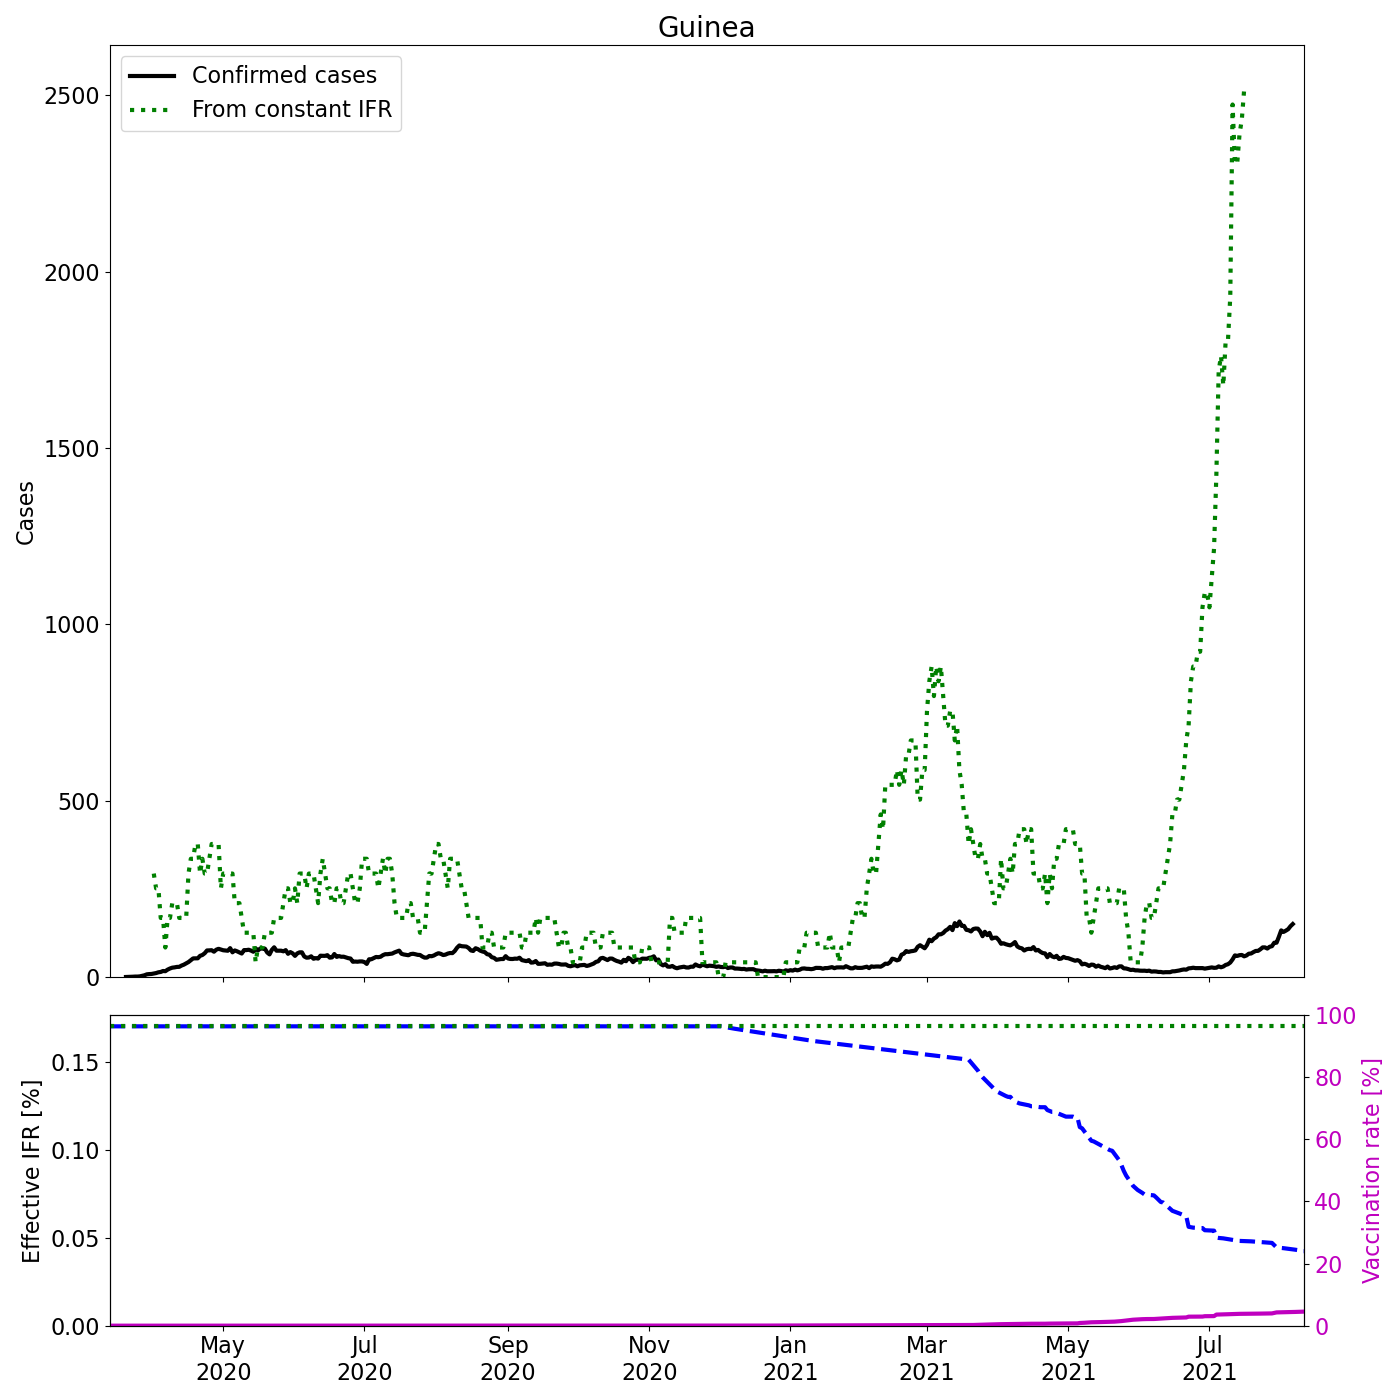 Guinea
Confirmed cases
From constant IFR
2500
2000
1500
1000
500
0
Cases
0.15
0.10
0.05
0.00
Effective IFR [%]
100
80
60
40
20
0
Vaccination rate [%]
May Jul Sep Nov Jan Mar May Jul
2020 2020 2020 2020 2021 2021 2021 2021